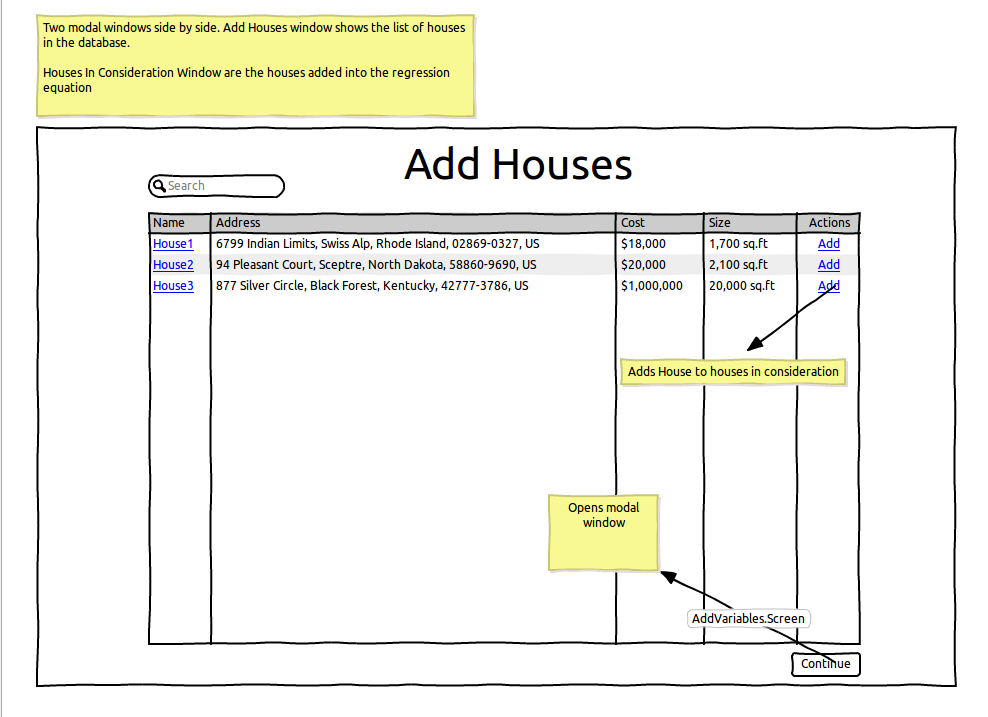 Two modal windows side by side. Add Houses window shows the list of houses
in the database.
Houses In Consideration Window are the houses added into the regression
equation
Add Houses
Search
Name Address Cost Size Actions
House1 6799 Indian Limits, Swiss Alp, Rhode Island, 02869-0327, US $18,000 1,700 sq.ft Add
House2 94 Pleasant Court, Sceptre, North Dakota, 58860-9690, US $20,000 2,100 sq.ft Add
House3 877 Silver Circle, Black Forest, Kentucky, 42777-3786, US $1,000,000 20,000 sq.ft Add
Adds House to houses in consideration
Opens modal
window
AddVariables.Screen
Continue